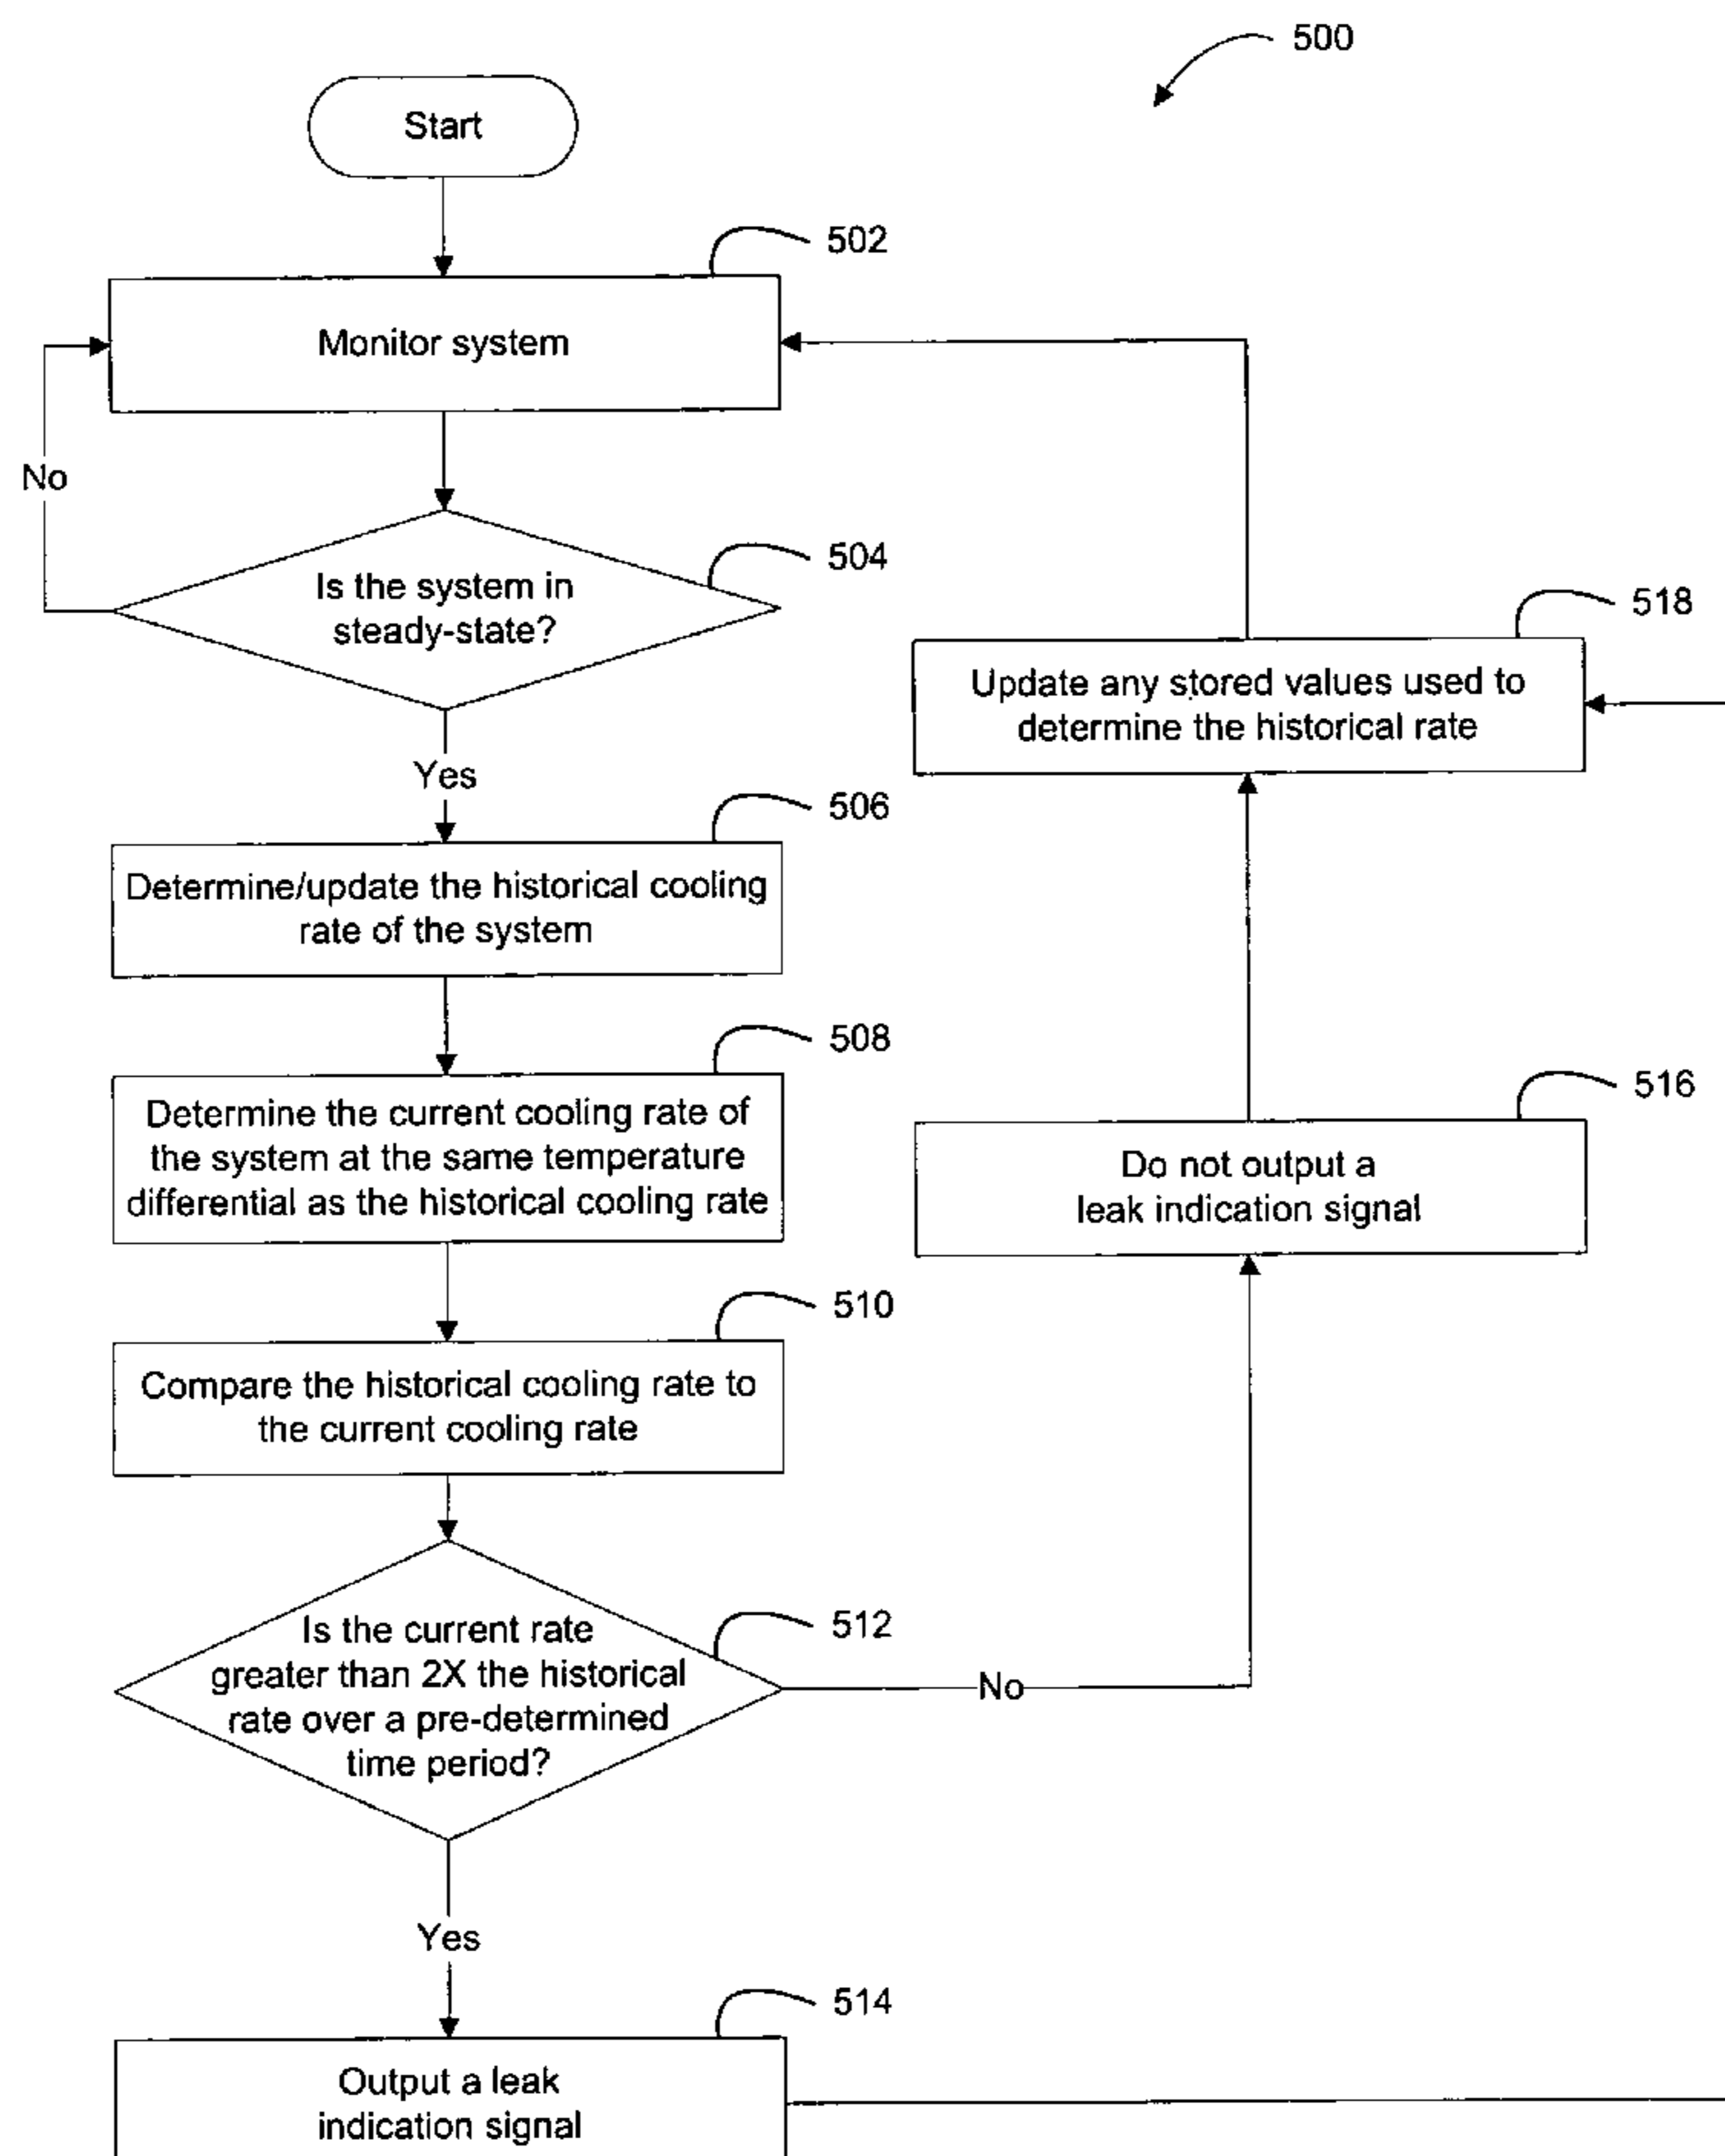 500
Start
502
Monitor system
No
504
Is the system in
steady-state?
Yes
506
Determine/update the historical cooling
rate of the system
508
Determine the current cooling rate of
the system at the same temperature
differential as the historical cooling rate
510
Compare the historical cooling rate to
the current cooling rate
512
Is the current rate
greater than 2X the historical
rate over a pre-determined
time period?
No
Yes
514
Output a leak
indication signal
516
Do not output a
leak indication signal
518
Update any stored values used to
determine the historical rate